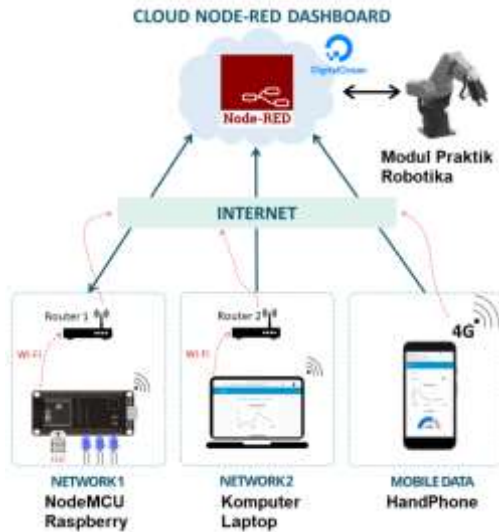 CLOUD NODE-RED DASHBOARD
DigitalOcean
Node-RED
Modul Praktik
Robotika
INTERNET
Router 1
Router 2
4G
Wi-Fi
Wi-Fi
NETWORK1
NETWORK2
MOBILE DATA
NodeMCU
Komputer
HandPhone
Raspberry
Laptop